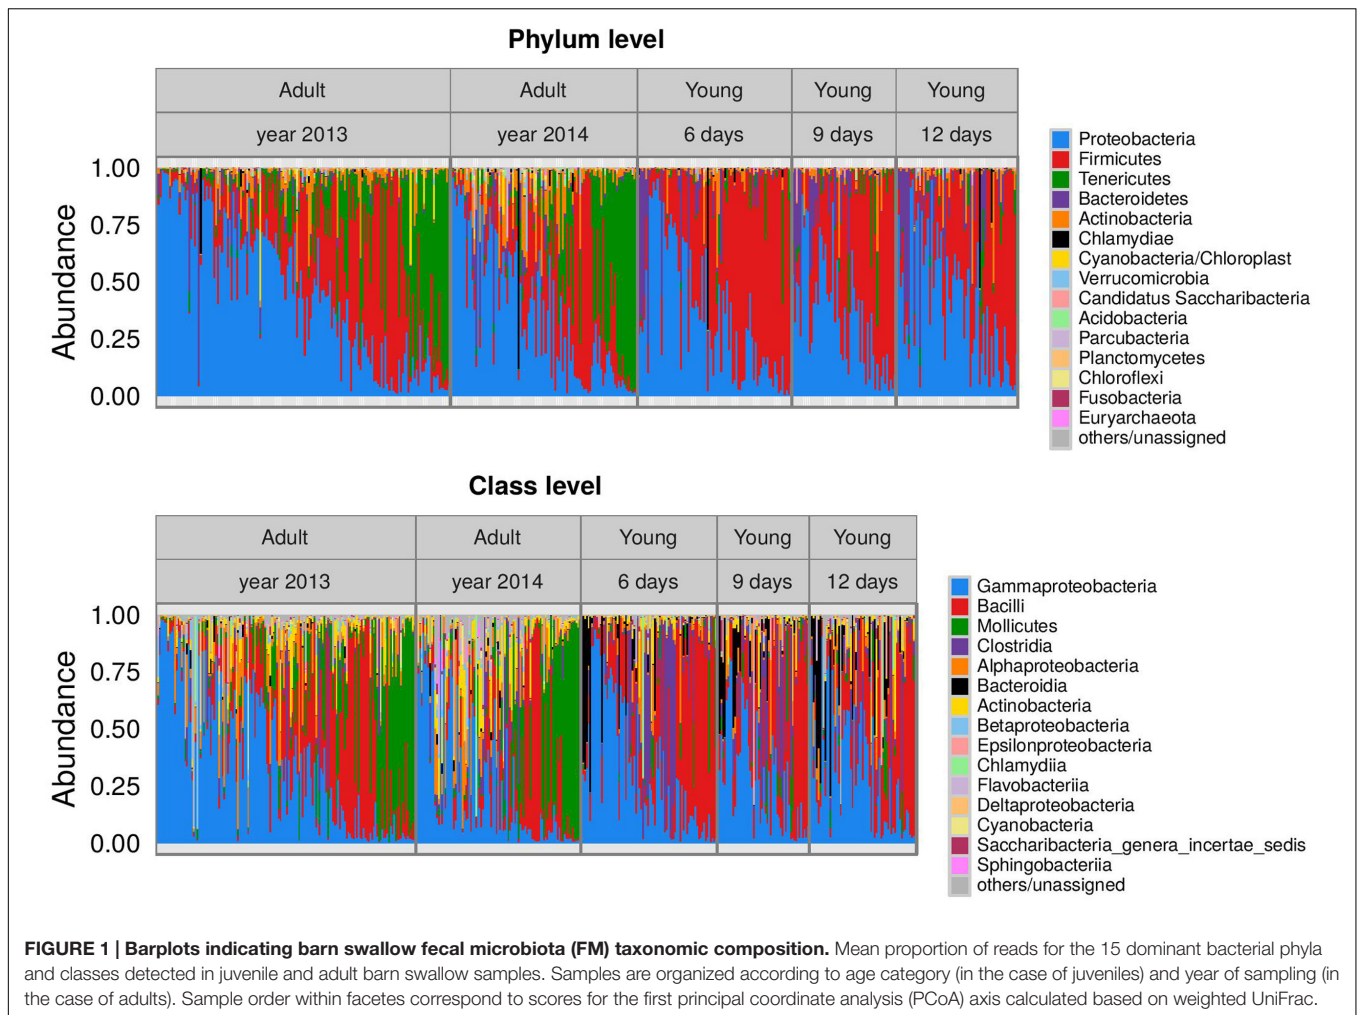 Phylum level
Adult Adult Young Young Young
year 2013 year 2014 6 days 9 days 12 days
1.00
0.75
0.50
0.25
0.00
Abundance
Proteobacteria
Firmicutes
Tenericutes
Bacteroidetes
Actinobacteria
Chlamydiae
Cyanobacteria/Chloroplast
Verrucomicrobia
Candidatus Saccharibacteria
Acidobacteria
Parcubacteria
Planctomycetes
Chloroflexi
Fusobacteria
Euryarchaeota
others/unassigned
Class level
Adult Adult Young Young Young
year 2013 year 2014 6 days 9 days 12 days
1.00
0.75
0.50
0.25
0.00
Abundance
Gammaproteobacteria
Bacilli
Mollicutes
Clostridia
Alphaproteobacteria
Bacteroidia
Actinobacteria
Betaproteobacteria
Epsilonproteobacteria
Chlamydiia
Flavobacteriia
Deltaproteobacteria
Cyanobacteria
Saccharibacteria_genera_incertae_sedis
Sphingobacteriia
others/unassigned
FIGURE 1 | Barplots indicating barn swallow fecal microbiota (FM) taxonomic composition. Mean proportion of reads for the 15 dominant bacterial phyla
and classes detected in juvenile and adult barn swallow samples. Samples are organized according to age category (in the case of juveniles) and year of sampling (in
the case of adults). Sample order within facetes correspond to scores for the first principal coordinate analysis (PCoA) axis calculated based on weighted UniFrac.